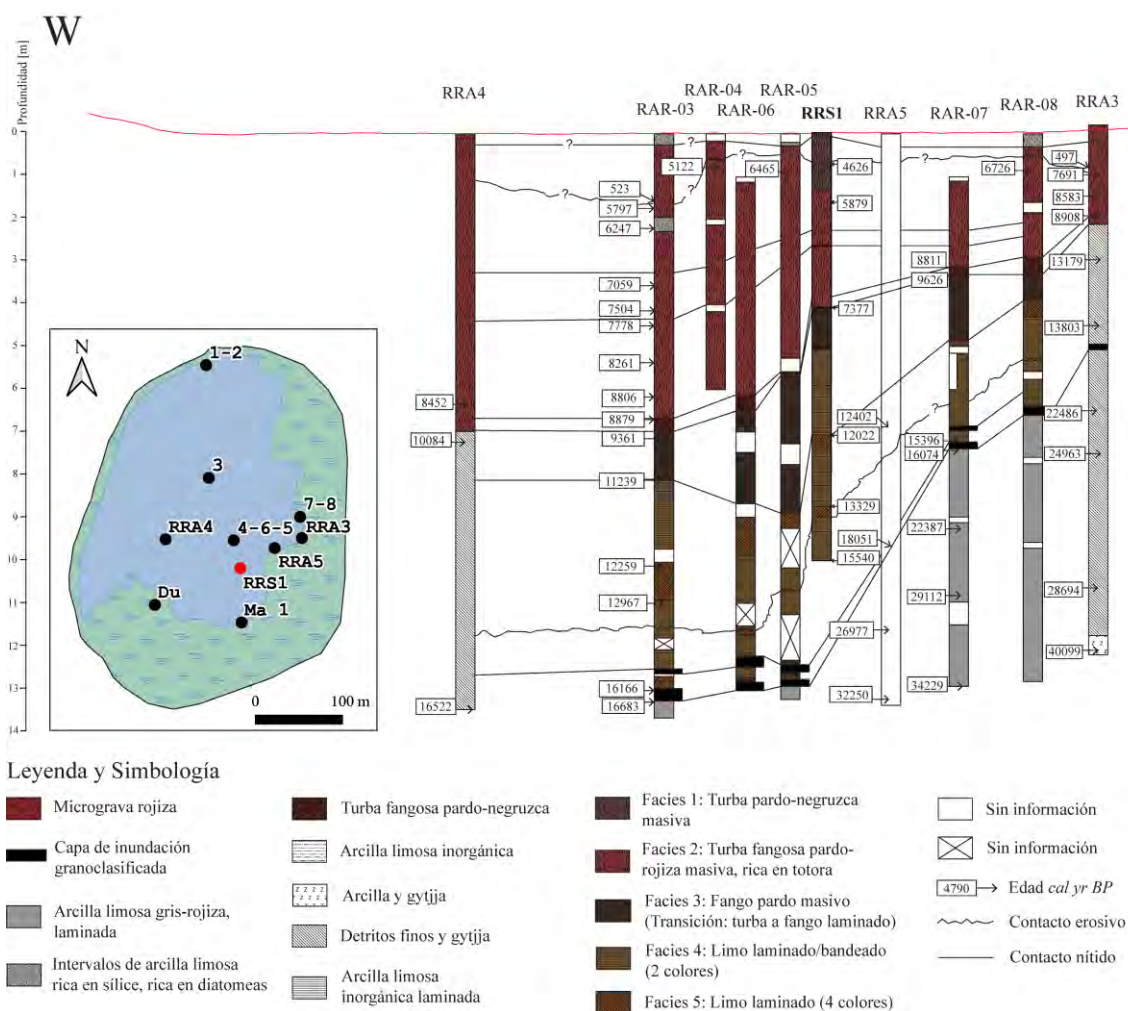 W
Profundidad [m]
RRA4
RAR-04
RAR-03
RAR-05
RAR-06
RRS1
RRA5
RAR-07
RAR-08
RRA3
0
1
2
3
4
5
6
7
8
9
10
11
12
13
14
?
?
?
?
?
?
?
8452
10084
16522
523
5797
6247
7059
7504
7778
8261
8806
8879
9361
11239
12259
12967
16166
16683
5122
6465
4626
5879
7377
12022
13329
15540
12402
18051
26977
32250
8811
9626
15396
16074
22387
29112
34229
6726
497
7691
8583
8908
13179
13803
22486
24963
28694
40099
N
1-2
3
7-8
RRA4
4-6-5
RRA3
RRA5
RRS1
Du
Ma 1
0 100 m
Leyenda y Simbología
Micrograva rojiza
Capa de inundación
granoclasificada
Arcilla limosa gris-rojiza,
laminada
Intervalos de arcilla limosa
rica en sílice, rica en diatomeas
Turba fangosa pardo-negruzca
Arcilla limosa inorgánica
Arcilla y gytjja
Detritos finos y gytjja
Arcilla limosa
inorgánica laminada
Facies 1: Turba pardo-negruzca
masiva
Facies 2: Turba fangosa pardo-
rojiza masiva, rica en totora
Facies 3: Fango pardo masivo
(Transición: turba a fango laminado)
Facies 4: Limo laminado/bandeado
(2 colores)
Facies 5: Limo laminado (4 colores)
Sin información
Sin información
4790 Edad cal yr BP
Contacto erosivo
Contacto nítido